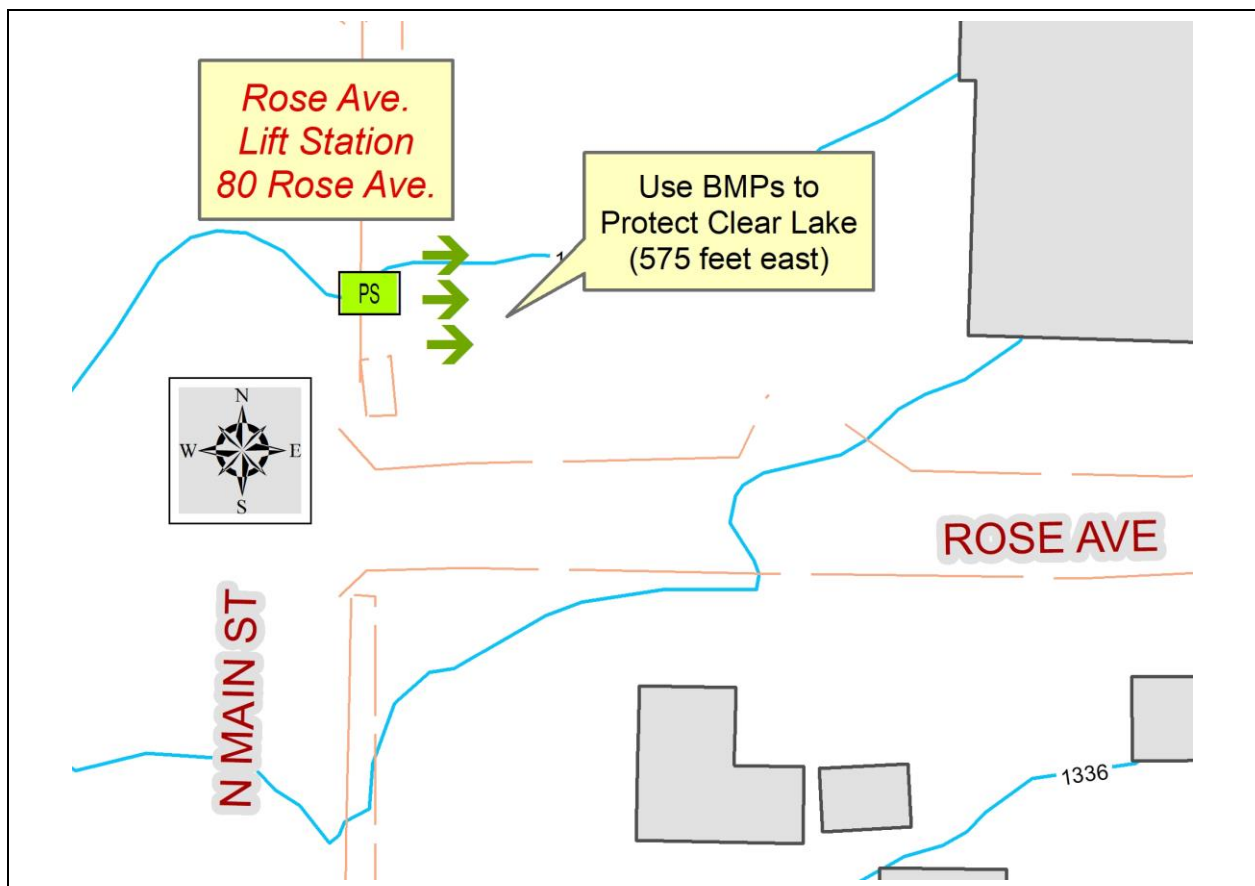 Rose Ave.
Lift Station
80 Rose Ave.
Use BMPs to
Protect Clear Lake
(575 feet east)
PS
N
W E
S
ROSE AVE
N MAIN ST
1336